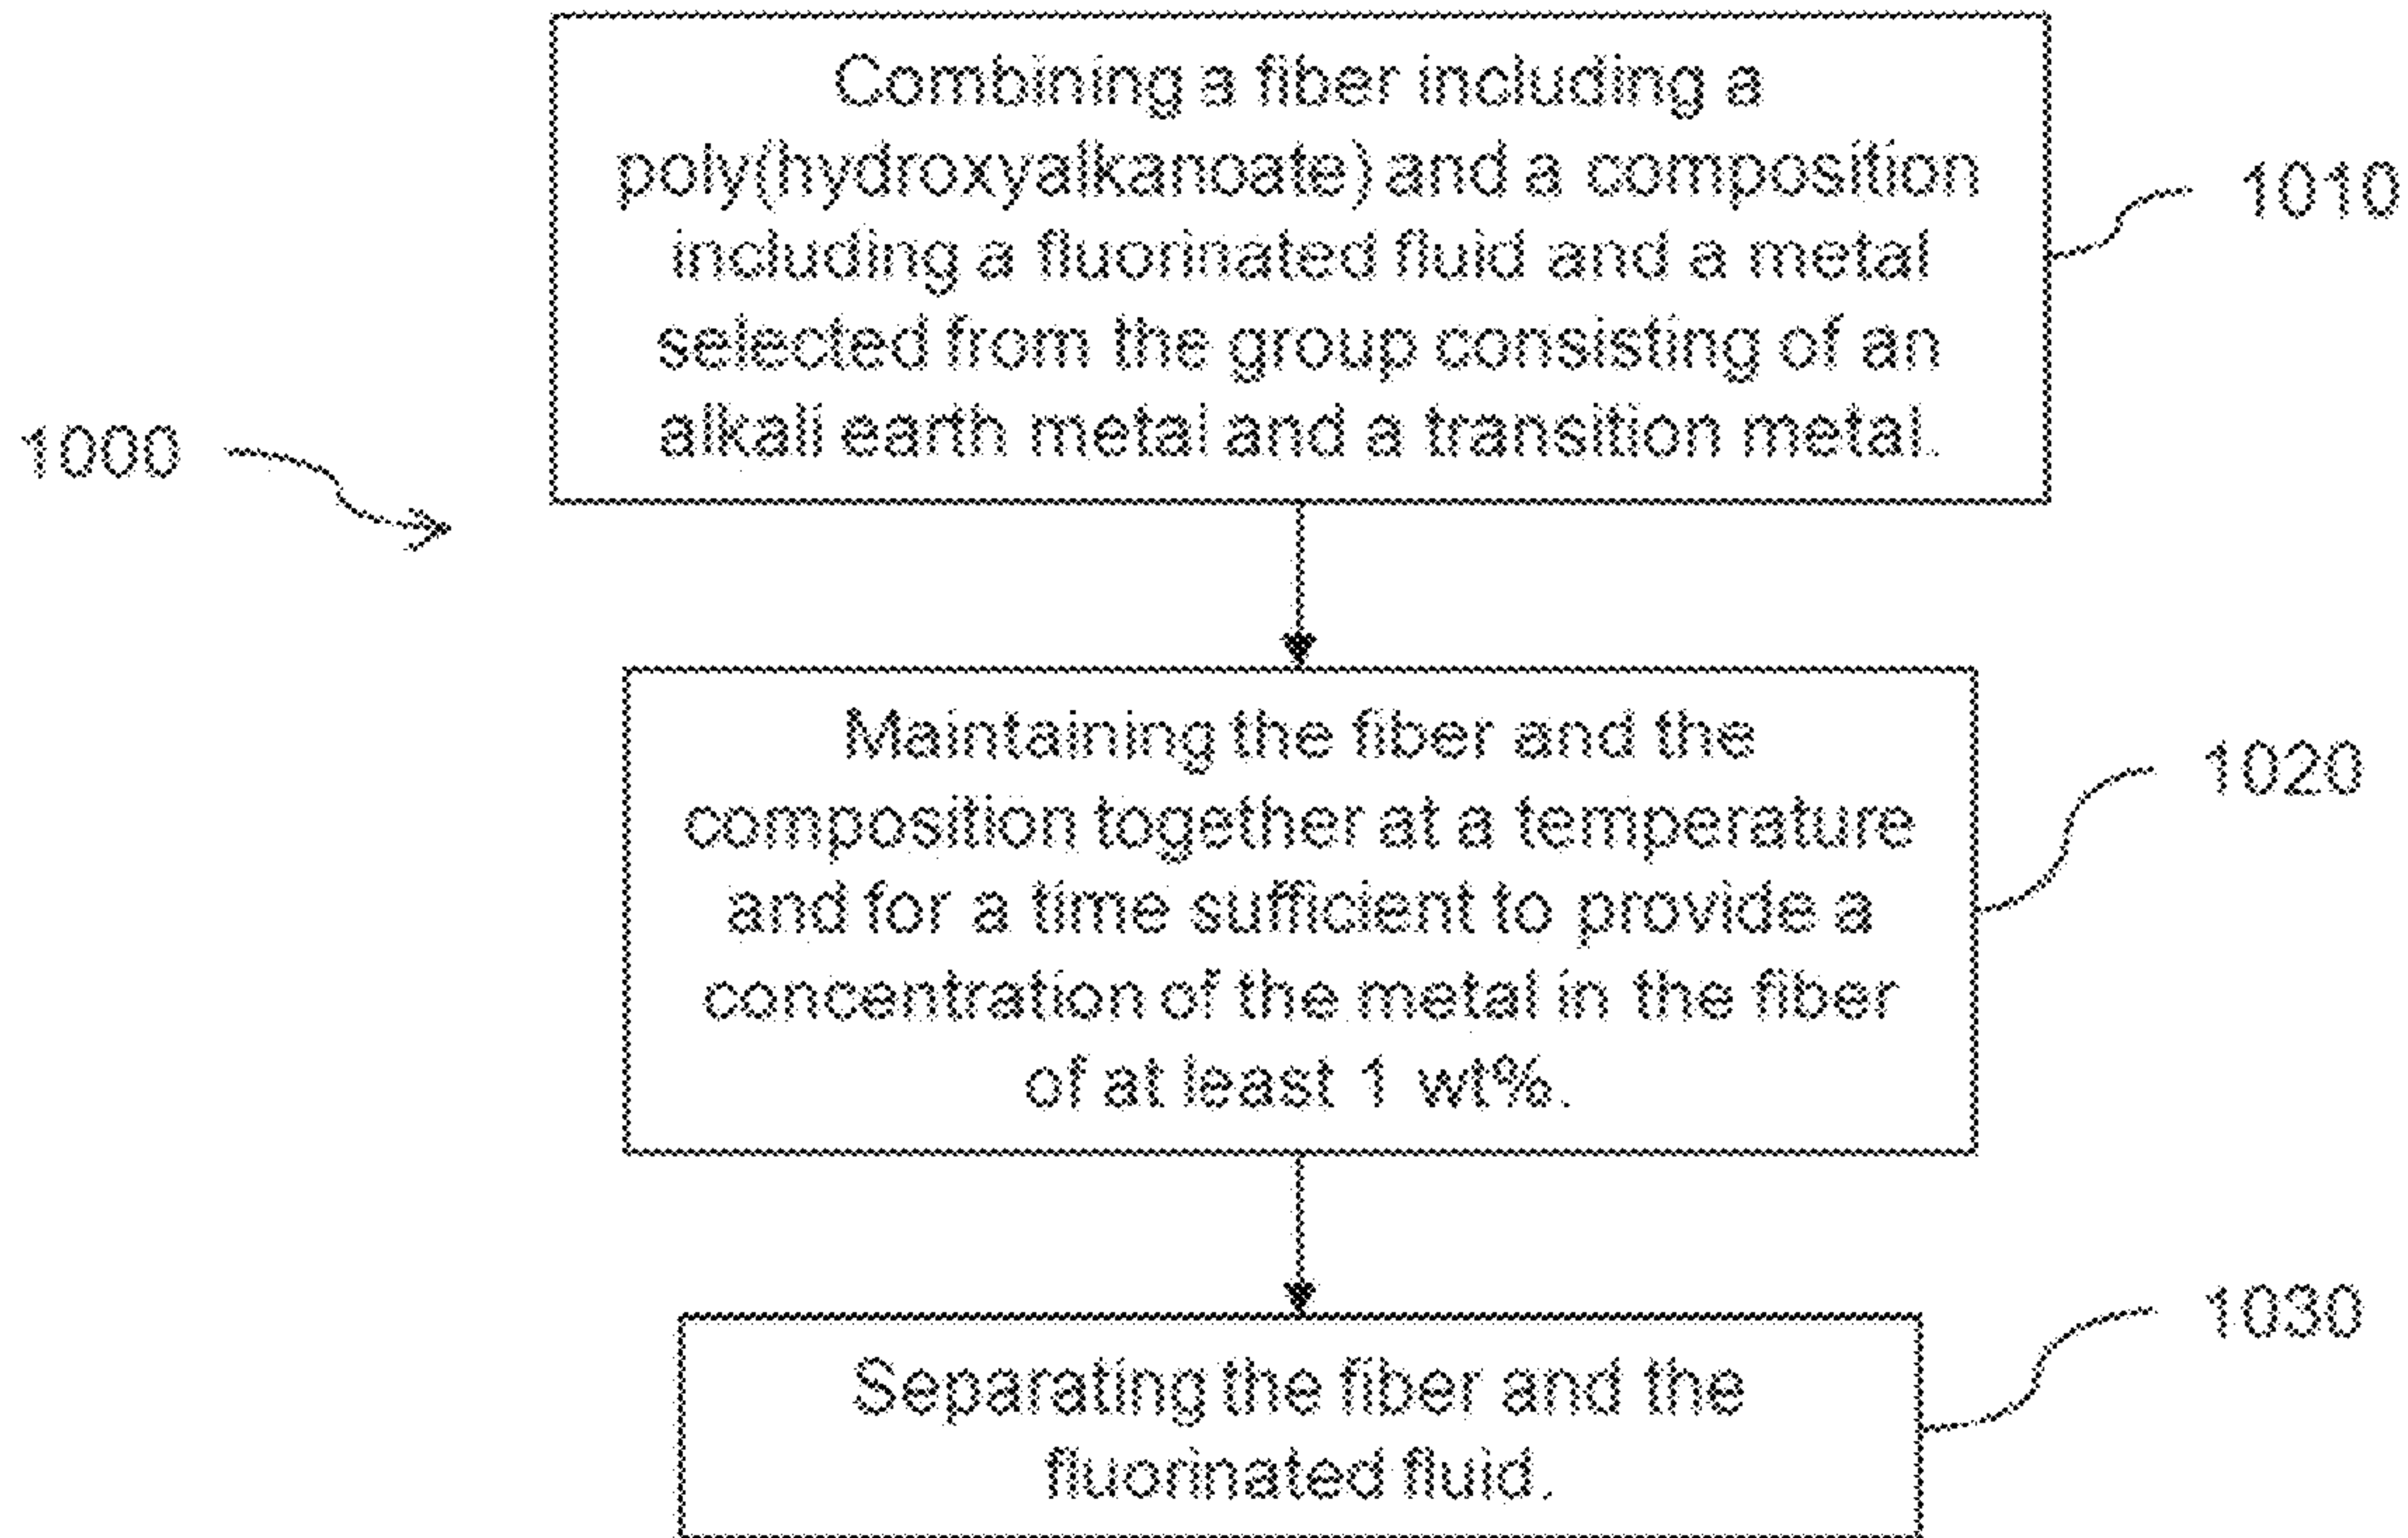 Combining a fiber including a
poly(hydroxyalkanoate) and a composition
including a fluorinated fluid and a metal
selected from the group consisting of an
alkali earth metal and a transition metal.
1010
1000
Maintaining the fiber and the
composition together at a temperature
and for a time sufficient to provide a
concentration of the metal in the fiber
of at least 1 wt%.
1020
Separating the fiber and the
fluorinated fluid.
1030